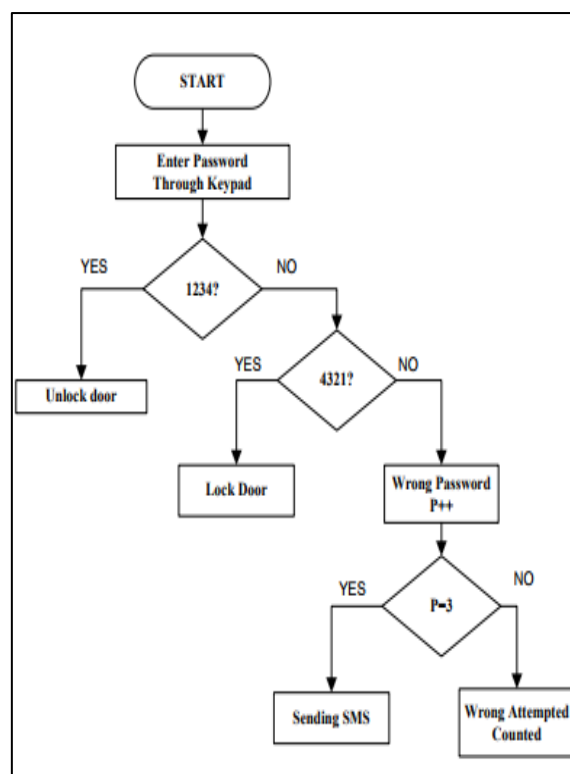 START
Enter Password
Through Keypad
YES
NO
1234?
Unlock door
YES
NO
4321?
Lock Door
Wrong Password
P++
YES
NO
P=3
Sending SMS
Wrong Attempted
Counted